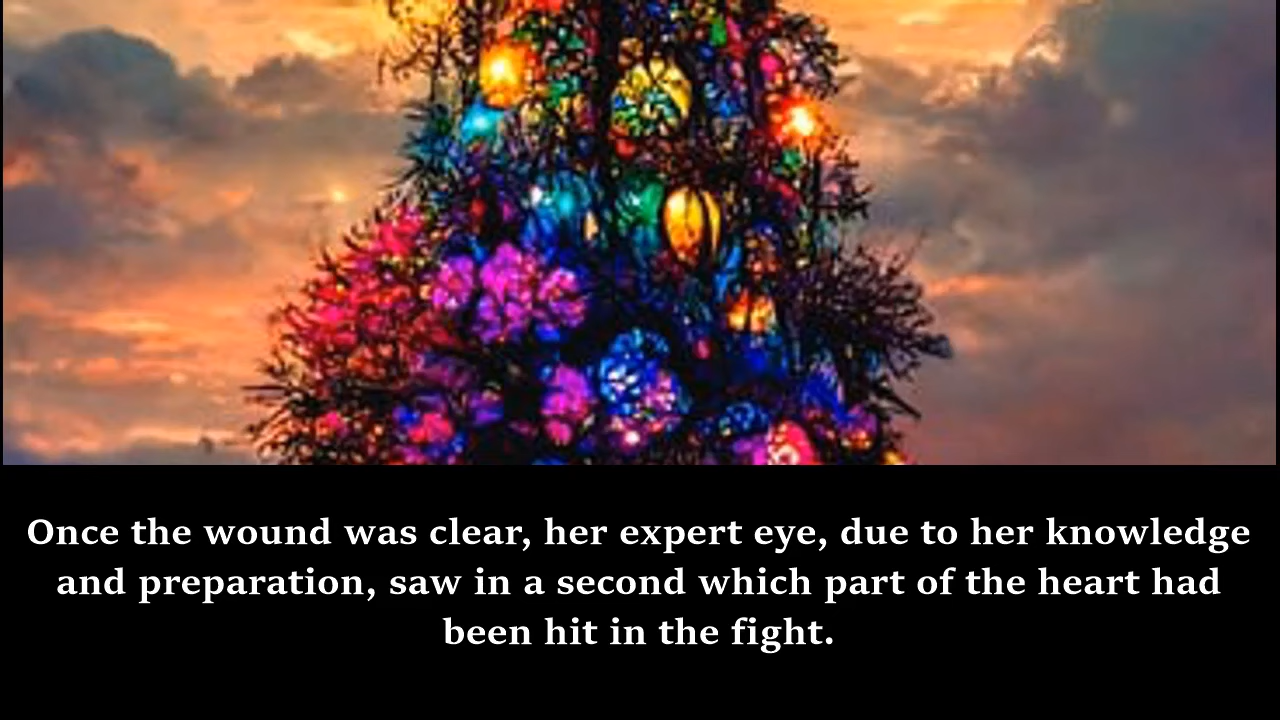 Once the wound was clear, her expert eye, due to her knowledge
and preparation, saw in a second which part of the heart had
been hit in the fight.